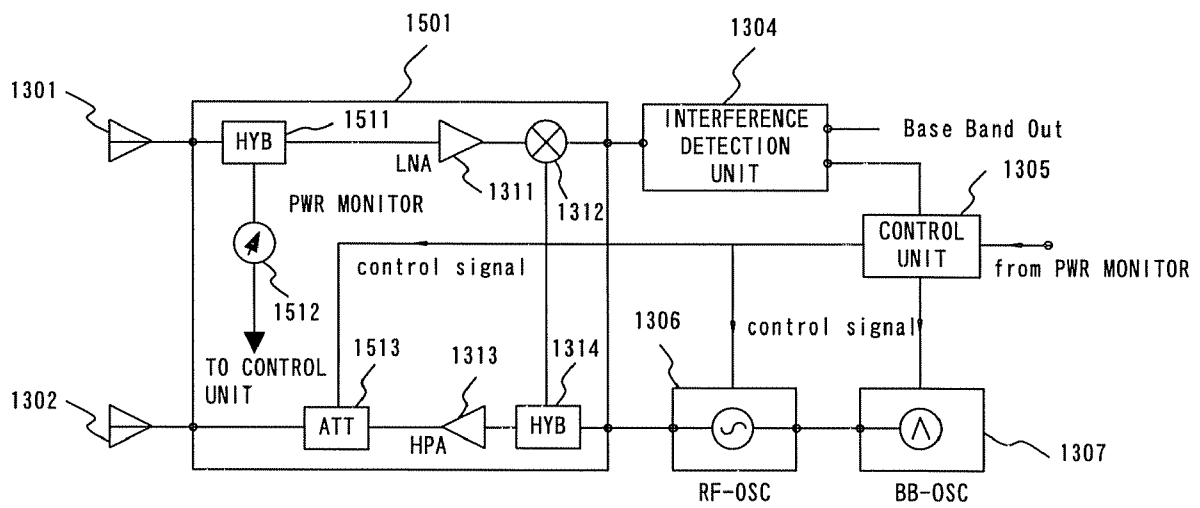 1501
1304
1301
1511
HYB
LNA
1311
1312
INTERFERENCE
DETECTION
UNIT
Base Band Out
1305
PWR MONITOR
CONTROL
UNIT
control signal
from PWR MONITOR
1512
1306
control signal
TO CONTROL
UNIT
1513
1313
1314
1302
ATT
HPA
HYB
1307
RF-OSC
BB-OSC